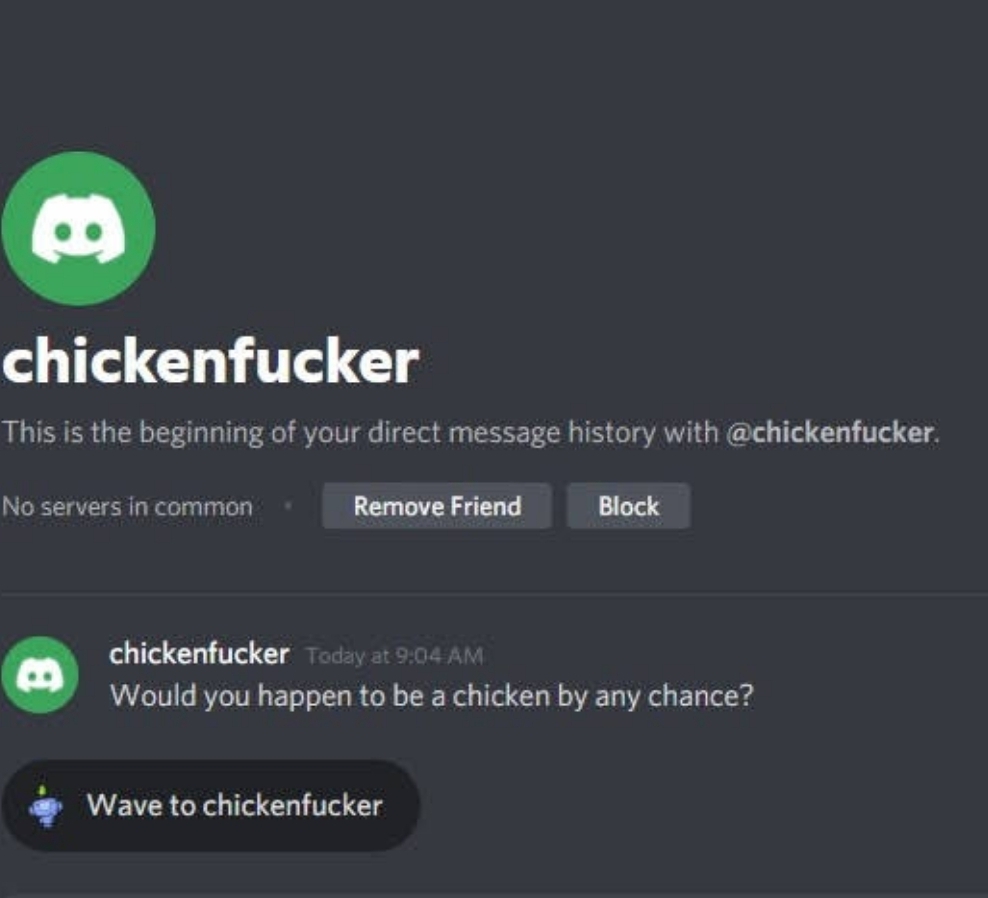 chickenfucker
This is the beginning of your direct message history with @chickenfucker.
No servers in common • Remove Friend Block
chickenfucker Today at 9:04 AM
Would you happen to be a chicken by any chance?
Wave to chickenfucker